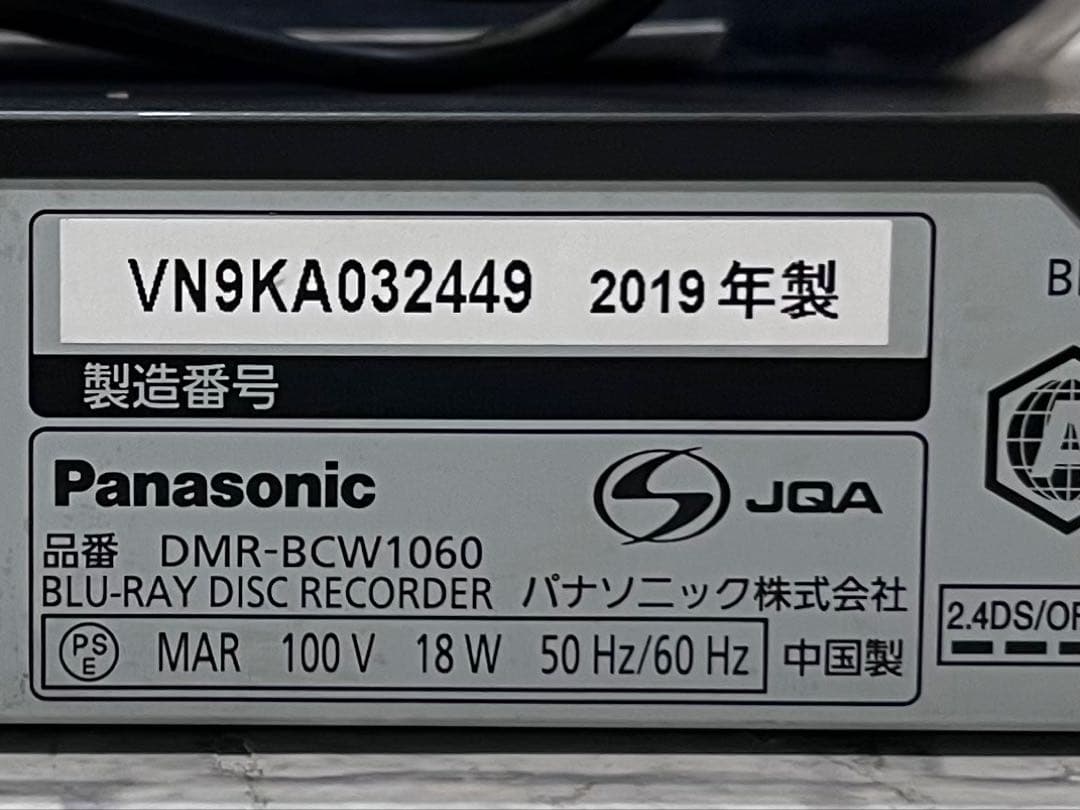 VN9KA032449 2019年製
製造番号
Panasonic JQA
品番 DMR-BCW1060
BLU-RAY DISC RECORDER パナソニック株式会社
PSE MAR 100 V 18 W 50 Hz/60 Hz 中国製
2.4DS/OF